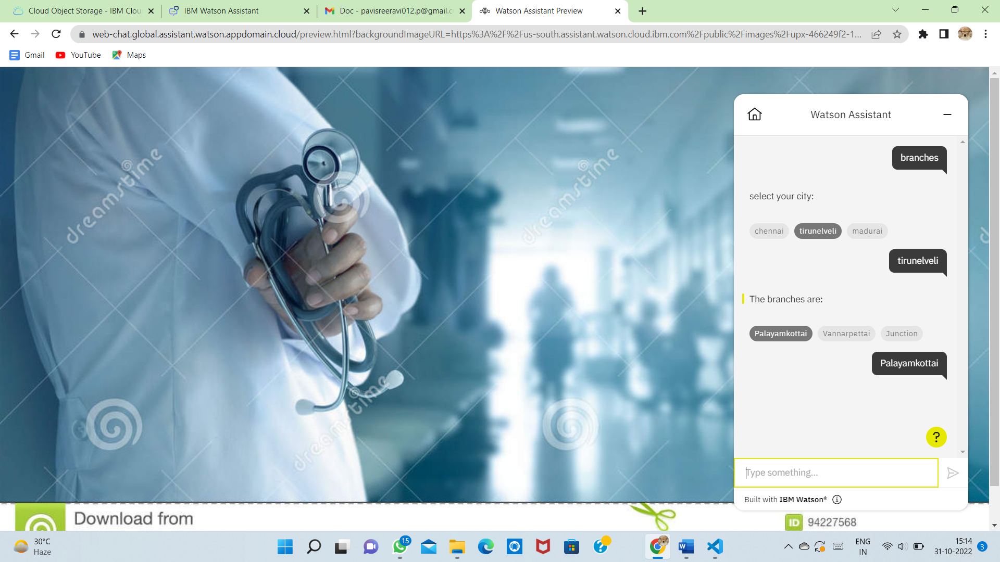 Cloud Object Storage - IBM Clou
IBM Watson Assistant
Doc - pavisreeravi012.p@gmail.c
Watson Assistant Preview
web-chat.global.assistant.watson.appdomain.cloud/preview.html?backgroundImageURL=https%3A%2F%2Fus-south.assistant.watson.cloud.ibm.com%2Fpublic%2Fimages%2Fupx-466249f2-1...
Gmail
YouTube
Maps
dreamstime
dreamstime
dreamstime
Watson Assistant
branches
select your city:
chennai tirunelveli madurai
tirunelveli
The branches are:
Palayamkottai Vannarpettai Junction
Palayamkottai
?
Type something...
Built with IBM Watson®
Download from
ID 94227568
30°C
Haze
15
ENG
IN
15:14
31-10-2022
3